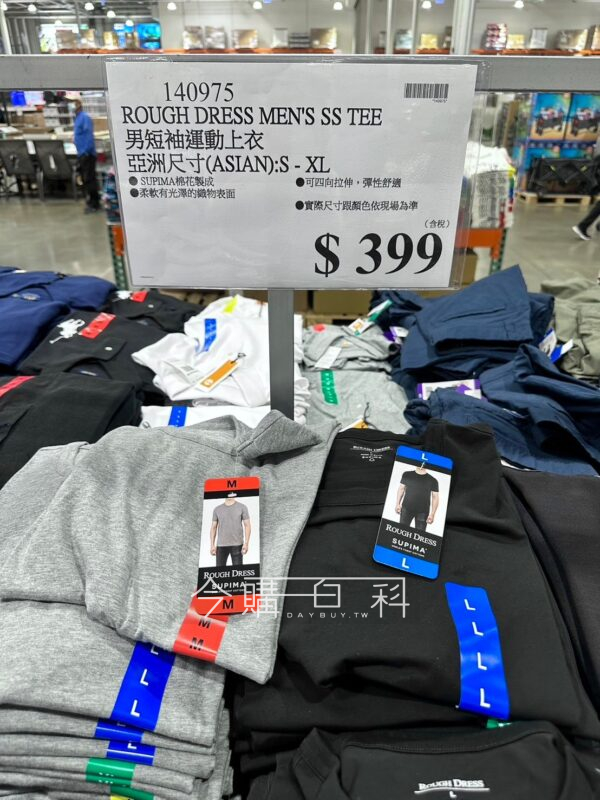 140975
ROUGH DRESS MEN'S SS TEE
男短袖運動上衣
亞洲尺寸(ASIAN):S - XL
●SUPIMA棉花製成
●柔軟有光澤的織物表面
●可四向拉伸，彈性舒適
●實際尺寸跟顏色依現場為準
(含稅)
$ 399
M
ROUGH DRESS
SUPIMA
M
M
M
L
L
L
ROUGH DRESS
L
L
ROUGH DRESS
SUPIMA
L
L
L
L
L
ROUGH DRESS
L
今購百科
DAYBUY.TW